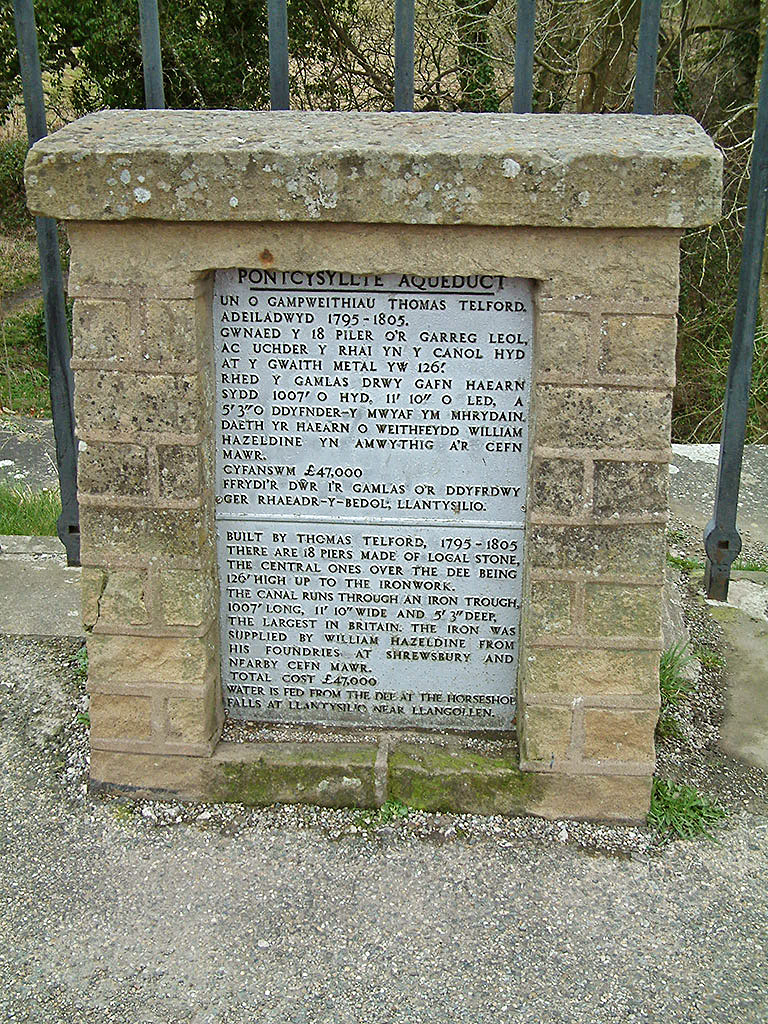 PONTCYSYLLTE AQUEDUCT
UN O GAMPWEITHIAU THOMAS TELFORD.
ADEILADWYD 1795-1805.
GWNAED Y 18 PILER O'R GARREG LEOL,
AC UCHDER Y RHAI YN Y CANOL HYD
AT Y GWAITH METAL YW 126'.
RHED Y GAMLAS DRWY GAFN HAEARN
SYDD 1007' O HYD, 11' 10" O LED, A
5' 3" O DDYFNDER-Y MWYAF YM MHRYDAIN.
DAETH YR HAEARN O WEITHFEYDD WILLIAM
HAZELDINE YN AMWYTHIG A'R CEFN
MAWR.
CYFANSWM £47,000
FFRYDI'R DŴR I'R GAMLAS O'R DDYFRDWY
GER RHAEADR-Y-BEDOL, LLANTYSILIO.
BUILT BY THOMAS TELFORD, 1795-1805
THERE ARE 18 PIERS MADE OF LOCAL STONE,
THE CENTRAL ONES OVER THE DEE BEING
126' HIGH UP TO THE IRONWORK.
THE CANAL RUNS THROUGH AN IRON TROUGH,
1007' LONG, 11' 10" WIDE AND 5' 3" DEEP,
THE LARGEST IN BRITAIN. THE IRON WAS
SUPPLIED BY WILLIAM HAZELDINE FROM
HIS FOUNDRIES AT SHREWSBURY AND
NEARBY CEFN MAWR.
TOTAL COST £47,000
WATER IS FED FROM THE DEE AT THE HORSESHOE
FALLS AT LLANTYSILIO NEAR LLANGOLLEN.